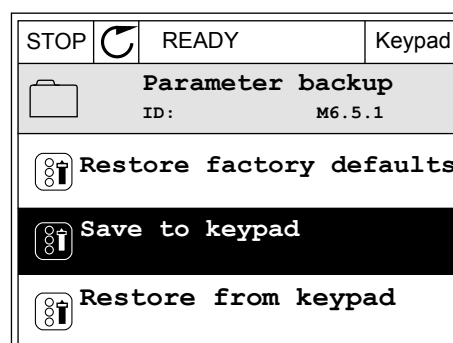 STOP READY Keypad
Parameter backup
ID: M6.5.1
Restore factory defaults
Save to keypad
Restore from keypad